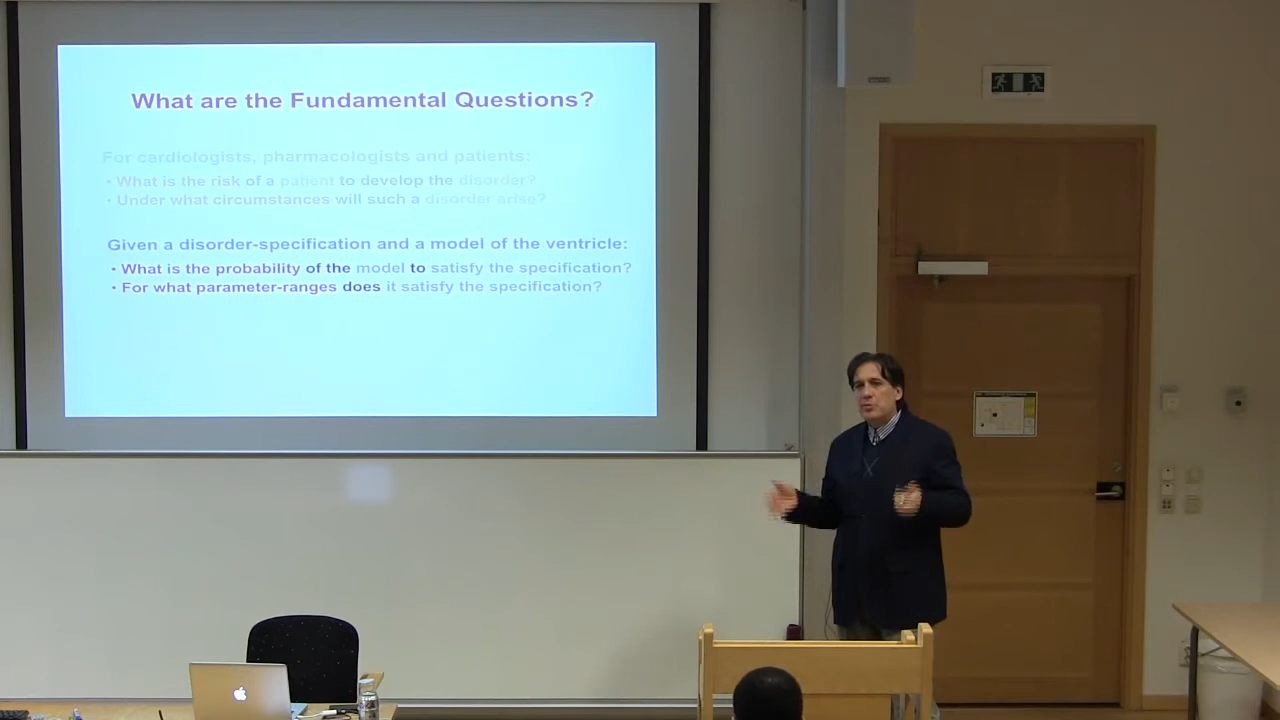 What are the Fundamental Questions?
For cardiologists, pharmacologists and patients:
• What is the risk of a patient to develop the disorder?
• Under what circumstances will such a disorder arise?
Given a disorder-specification and a model of the ventricle:
• What is the probability of the model to satisfy the specification?
• For what parameter-ranges does it satisfy the specification?